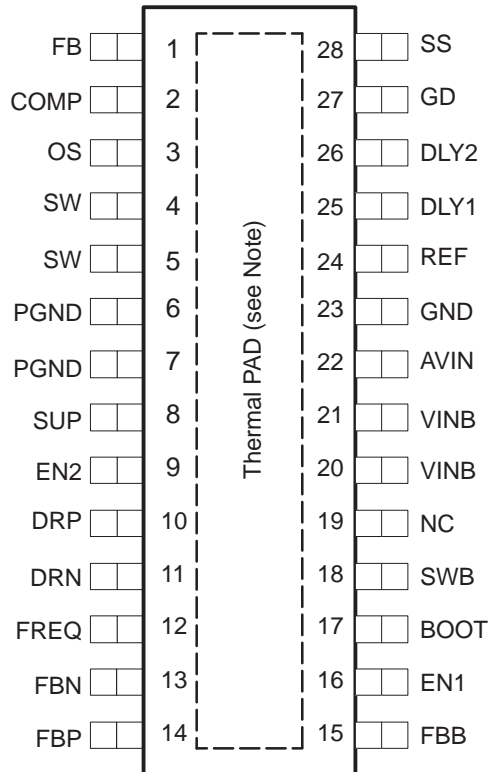 FB 1 28 SS
COMP 2 27 GD
OS 3 26 DLY2
SW 4 25 DLY1
SW 5 24 REF
PGND 6 23 GND
PGND 7 22 AVIN
SUP 8 21 VINB
EN2 9 20 VINB
DRP 10 19 NC
DRN 11 18 SWB
FREQ 12 17 BOOT
FBN 13 16 EN1
FBP 14 15 FBB
Thermal PAD (see Note)